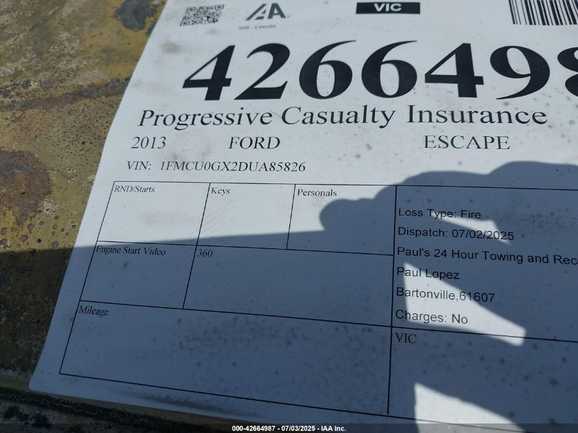 IAA
VIC
4266498
Progressive Casualty Insurance
2013 FORD ESCAPE
VIN: 1FMCU0GX2DUA85826
RND/Starts Keys Personals
Loss Type: Fire
Dispatch: 07/02/2025
Engine Start Video 360
Paul's 24 Hour Towing and Rec
Paul Lopez
Bartonville,61607
Charges: No
Mileage
VIC
000-42664987 - 07/03/2025 - IAA Inc.